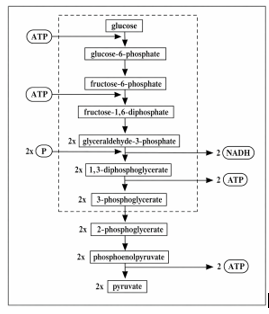 glucose
ATP
glucose-6-phosphate
fructose-6-phosphate
ATP
fructose-1,6-diphosphate
2x glyceraldehyde-3-phosphate
2x P
2 NADH
2x 1,3-diphosphoglycerate
2 ATP
2x 3-phosphoglycerate
2x 2-phosphoglycerate
2x phosphoenolpyruvate
2 ATP
2x pyruvate